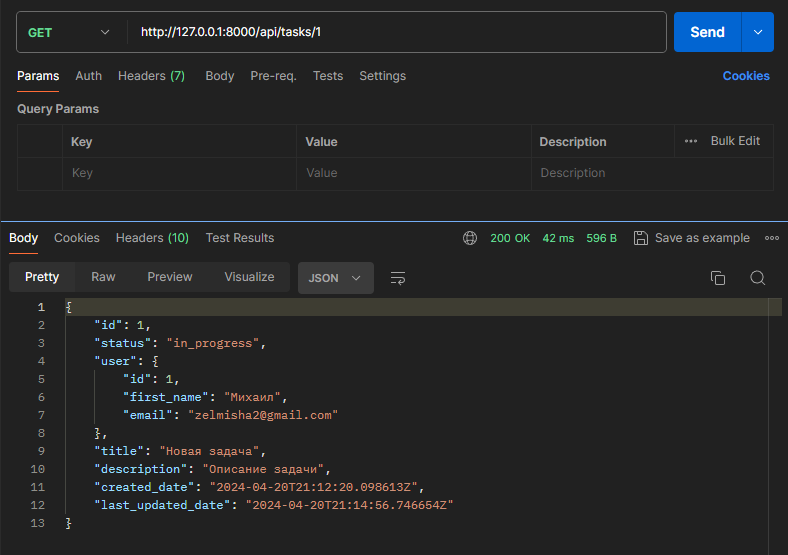 GET http://127.0.0.1:8000/api/tasks/1 Send
Params Auth Headers (7) Body Pre-req. Tests Settings Cookies
Query Params
Key Value Description ••• Bulk Edit
Key Value Description
Body Cookies Headers (10) Test Results 200 OK 42 ms 596 B Save as example
Pretty Raw Preview Visualize JSON
1 {
2 "id": 1,
3 "status": "in_progress",
4 "user": {
5 "id": 1,
6 "first_name": "Михаил",
7 "email": "zelmisha2@gmail.com"
8 },
9 "title": "Новая задача",
10 "description": "Описание задачи",
11 "created_date": "2024-04-20T21:12:20.098613Z",
12 "last_updated_date": "2024-04-20T21:14:56.746654Z"
13 }